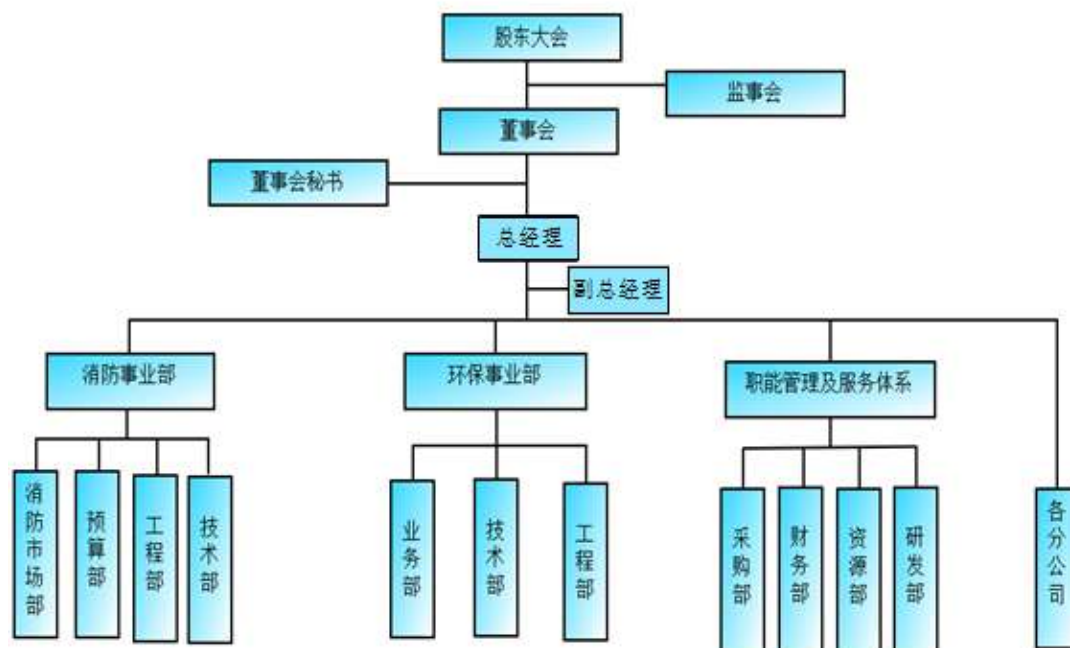 股东大会
监事会
董事会
董事会秘书
总经理
副总经理
消防事业部
环保事业部
职能管理及服务体系
消防市场部
预算部
工程部
技术部
业务部
技术部
工程部
采购部
财务部
资源部
研发部
各分公司